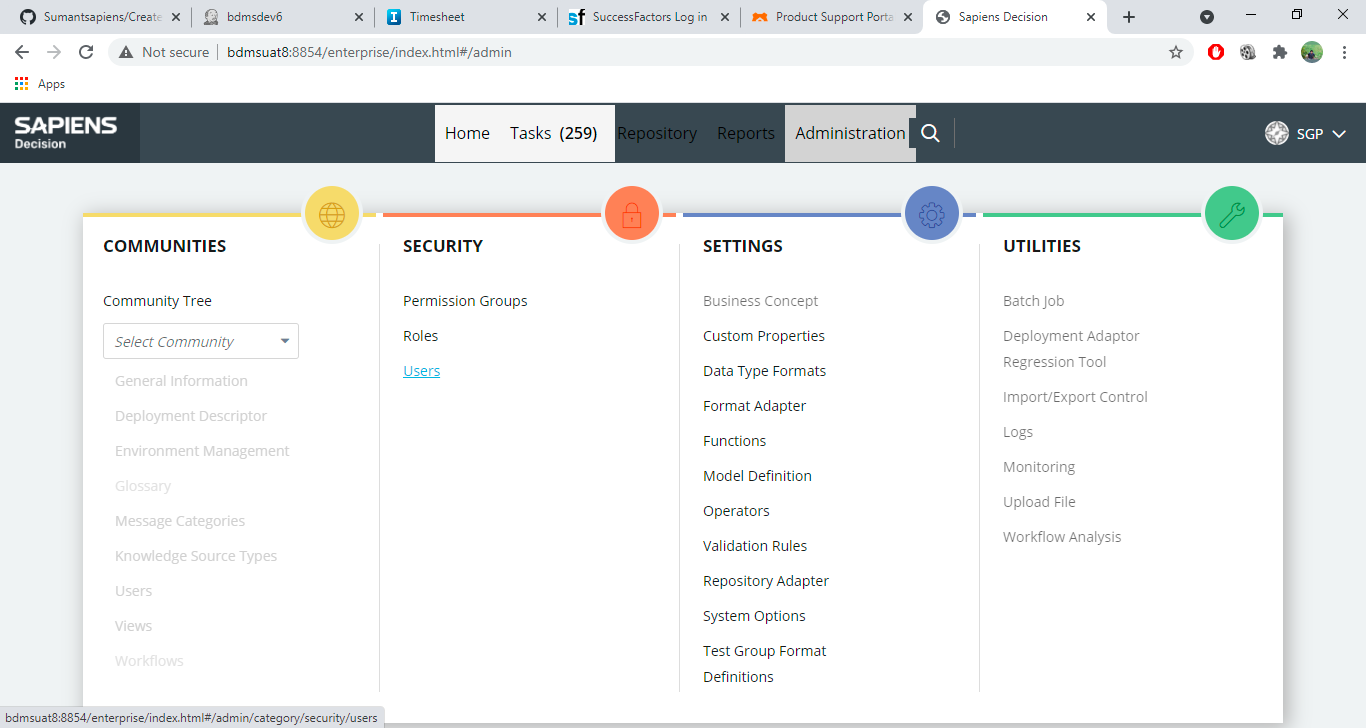 Sumantsapiens/Create
bdmsdev6
Timesheet
SuccessFactors Log in
Product Support Porta
Sapiens Decision
Not secure
bdmsuat8:8854/enterprise/index.html#/admin
Apps
SAPIENS
Decision
Home
Tasks (259)
Repository
Reports
Administration
SGP
COMMUNITIES
Community Tree
Select Community
General Information
Deployment Descriptor
Environment Management
Glossary
Message Categories
Knowledge Source Types
Users
Views
Workflows
SECURITY
Permission Groups
Roles
Users
SETTINGS
Business Concept
Custom Properties
Data Type Formats
Format Adapter
Functions
Model Definition
Operators
Validation Rules
Repository Adapter
System Options
Test Group Format
Definitions
UTILITIES
Batch Job
Deployment Adaptor
Regression Tool
Import/Export Control
Logs
Monitoring
Upload File
Workflow Analysis
bdmsuat8:8854/enterprise/index.html#/admin/category/security/users